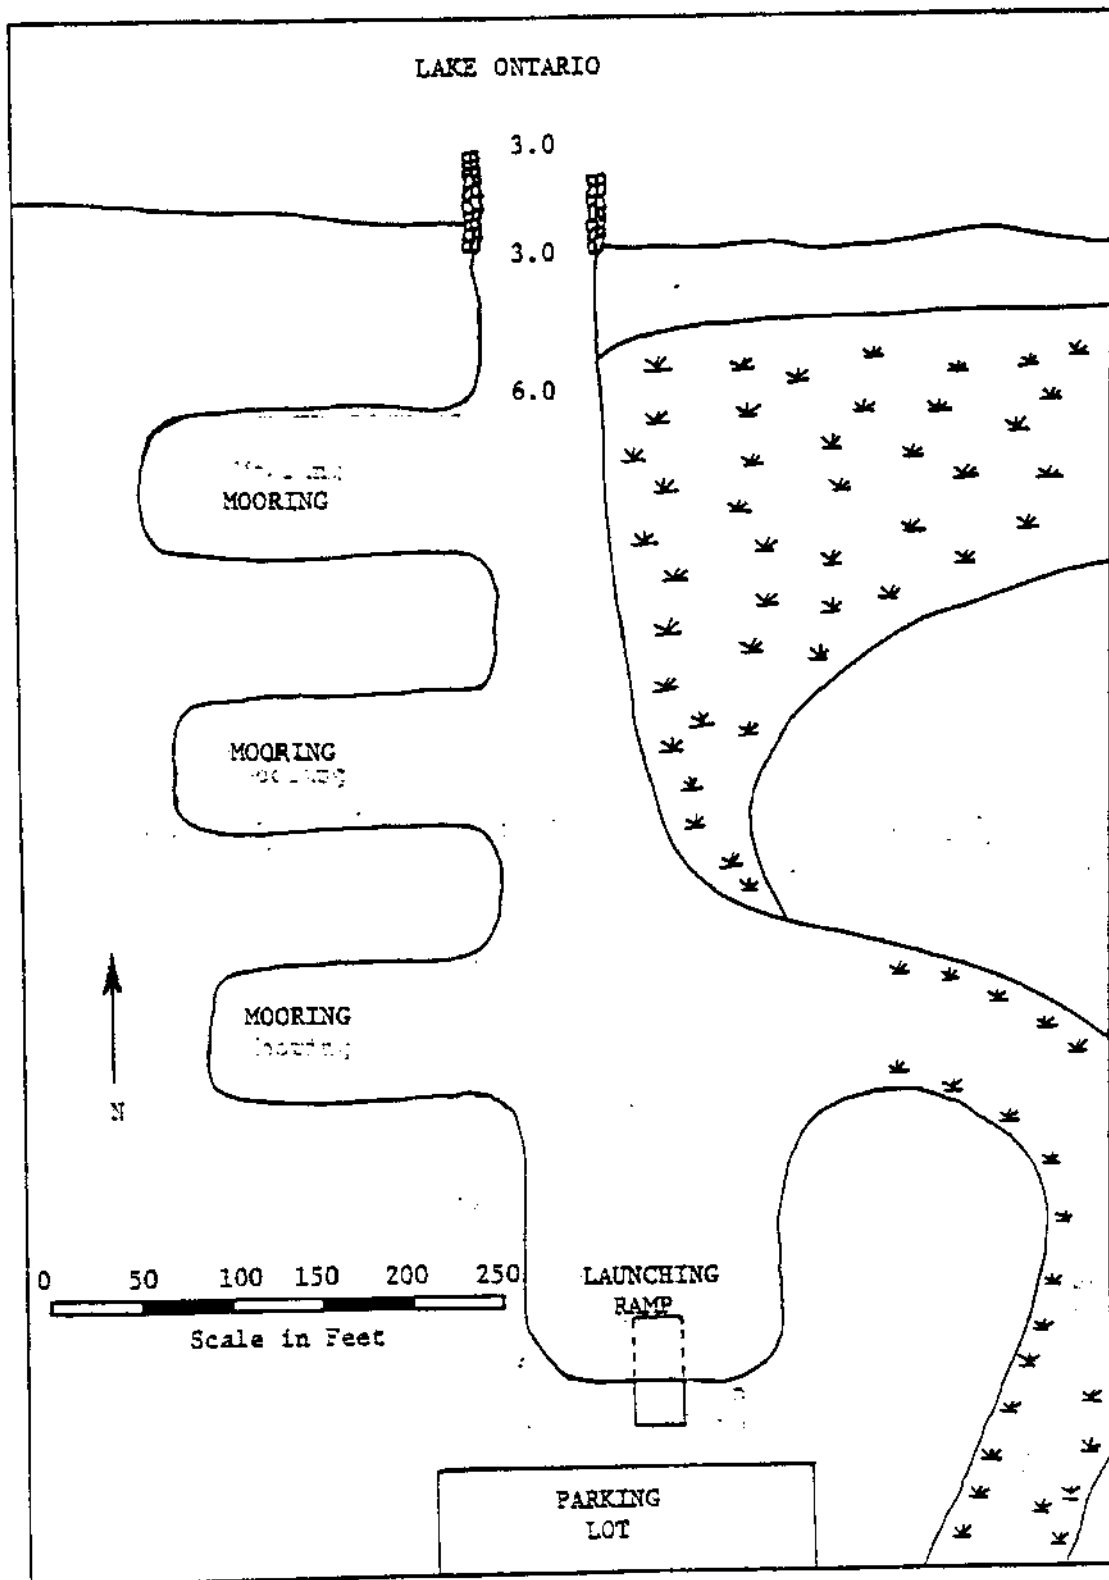 LAKE ONTARIO
3.0
3.0
6.0
MOORING
MOORING
MOORING
N
0 50 100 150 200 250
Scale in Feet
LAUNCHING
RAMP
PARKING
LOT